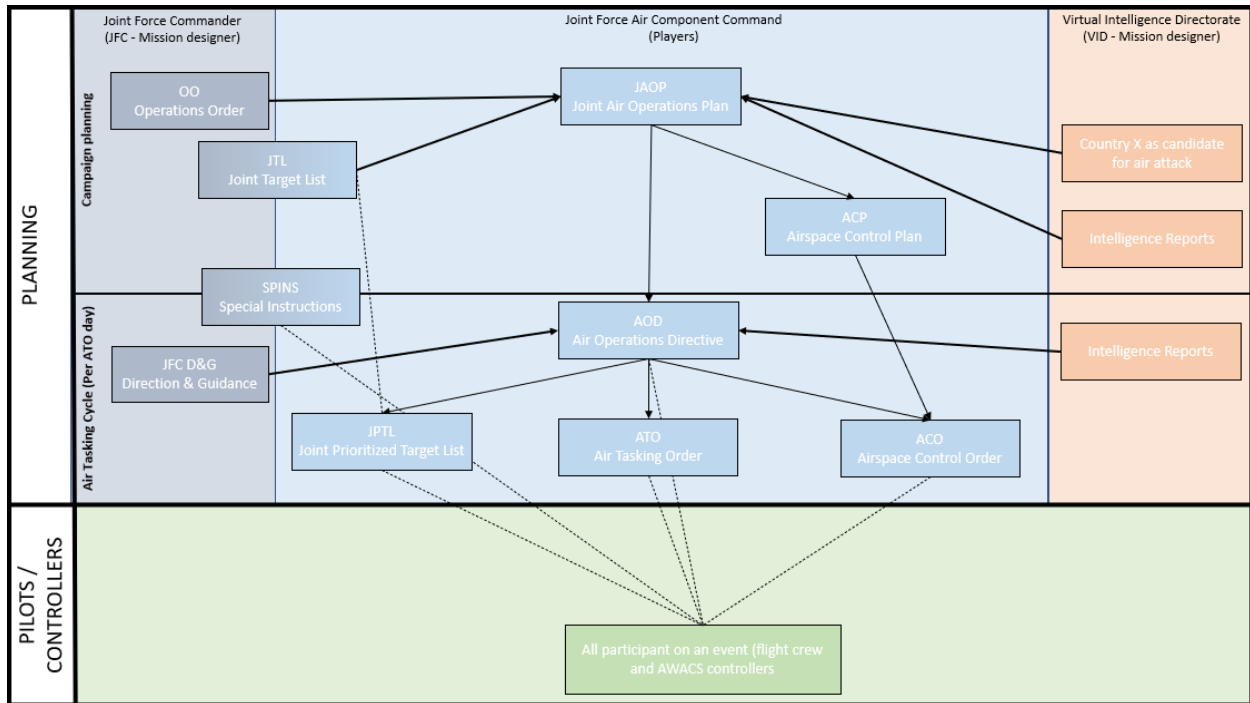 Joint Force Commander
(JFC - Mission designer)
Joint Force Air Component Command
(Players)
Virtual Intelligence Directorate
(VID - Mission designer)
PLANNING
Campaign planning
OO
Operations Order
JAOP
Joint Air Operations Plan
Country X as candidate
for air attack
JTL
Joint Target List
ACP
Airspace Control Plan
Intelligence Reports
SPINS
Special Instructions
Air Tasking Cycle (Per ATO day)
AOD
Air Operations Directive
JFC D&G
Direction & Guidance
Intelligence Reports
JPTL
Joint Prioritized Target List
ATO
Air Tasking Order
ACO
Airspace Control Order
PILOTS /
CONTROLLERS
All participant on an event (flight crew
and AWACS controllers